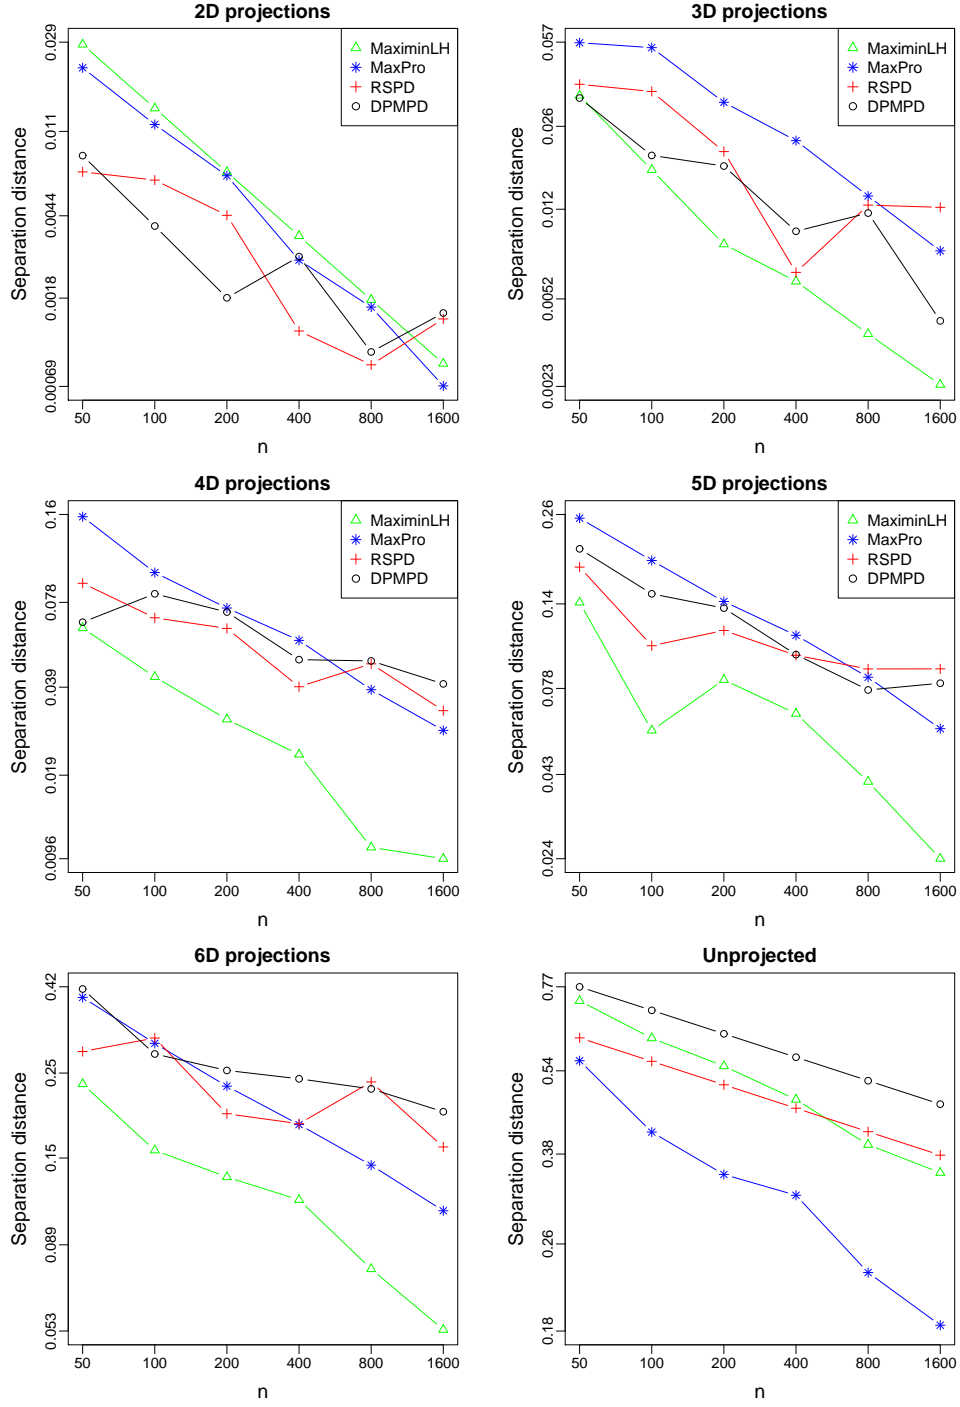 2D projections
Separation distance
0.029
0.011
0.0044
0.0018
0.00069
MaximinLH
MaxPro
RSPD
DPMPD
50 100 200 400 800 1600
n
3D projections
Separation distance
0.057
0.026
0.012
0.0052
0.0023
MaximinLH
MaxPro
RSPD
DPMPD
50 100 200 400 800 1600
n
4D projections
Separation distance
0.16
0.078
0.039
0.019
0.0096
MaximinLH
MaxPro
RSPD
DPMPD
50 100 200 400 800 1600
n
5D projections
Separation distance
0.26
0.14
0.078
0.043
0.024
MaximinLH
MaxPro
RSPD
DPMPD
50 100 200 400 800 1600
n
6D projections
Separation distance
0.42
0.25
0.15
0.089
0.053
50 100 200 400 800 1600
n
Unprojected
Separation distance
0.77
0.54
0.38
0.26
0.18
50 100 200 400 800 1600
n